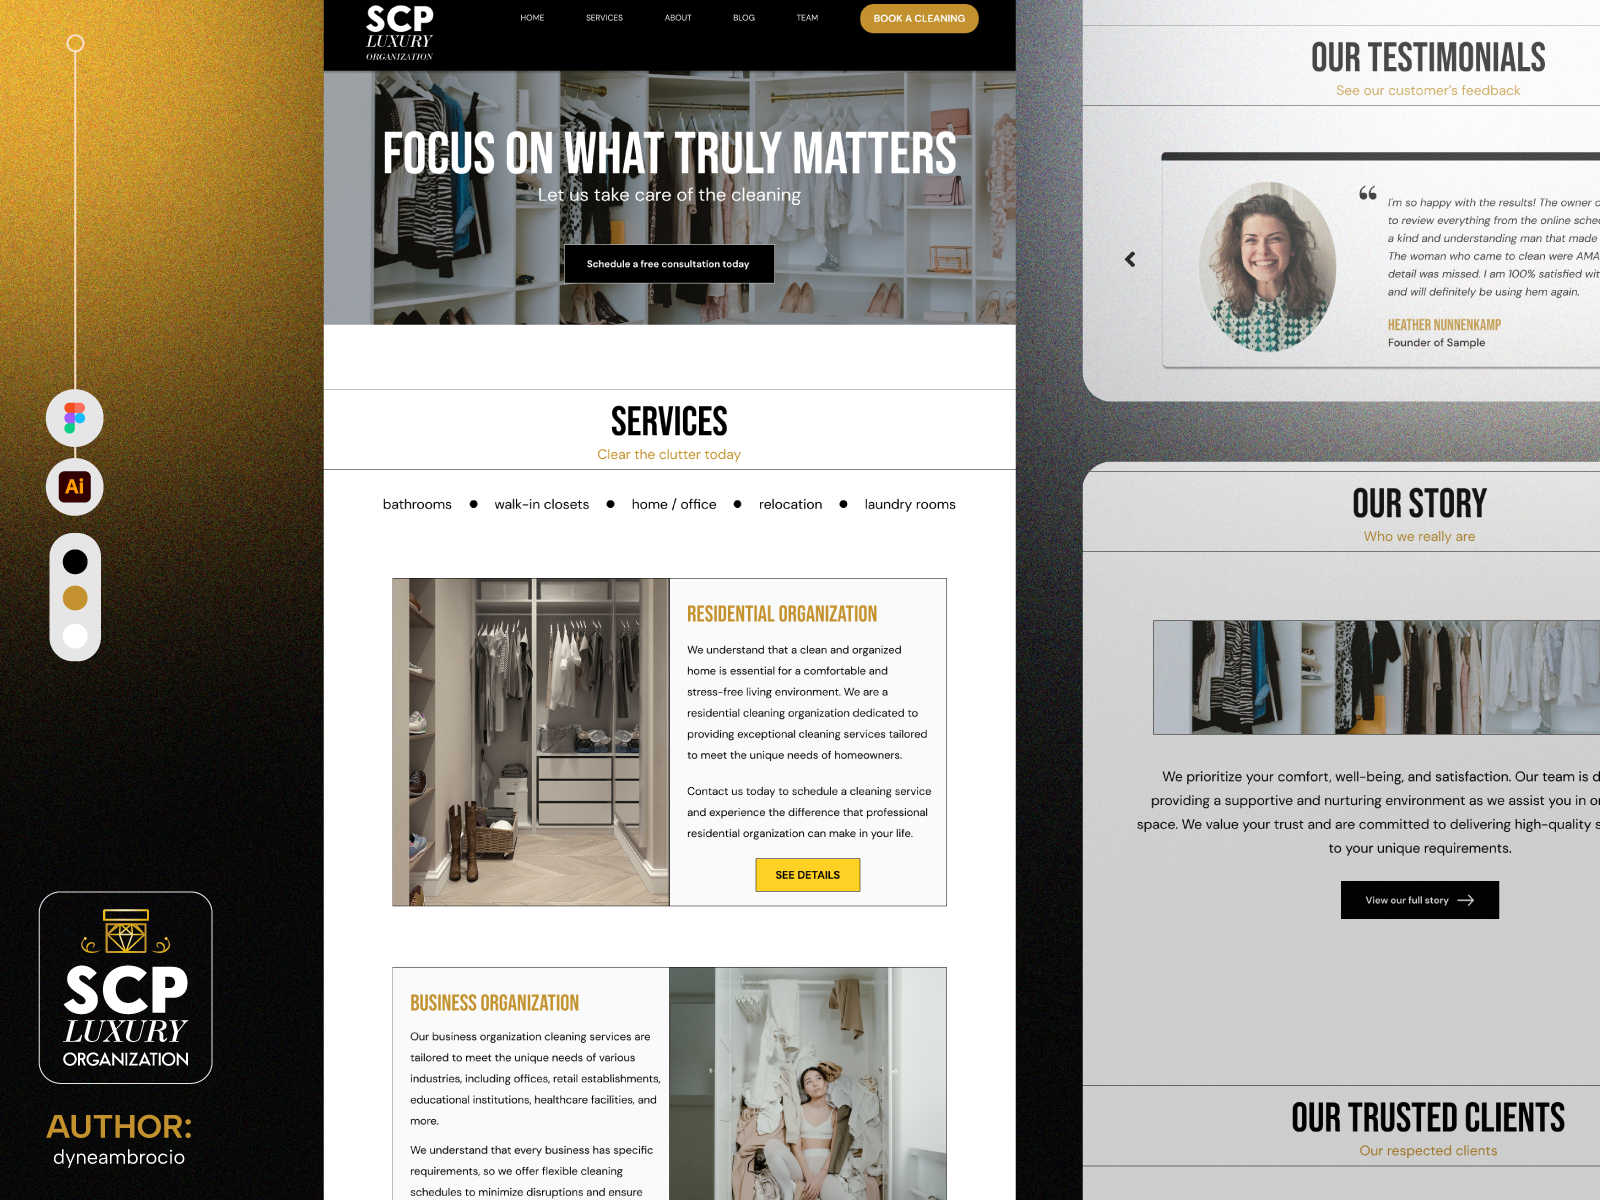 SCP
LUXURY
ORGANIZATION
HOME
SERVICES
ABOUT
BLOG
TEAM
BOOK A CLEANING
FOCUS ON WHAT TRULY MATTERS
Let us take care of the cleaning
Schedule a free consultation today
SERVICES
Clear the clutter today
bathrooms ● walk-in closets ● home / office ● relocation ● laundry rooms
RESIDENTIAL ORGANIZATION
We understand that a clean and organized
home is essential for a comfortable and
stress-free living environment. We are a
residential cleaning organization dedicated to
providing exceptional cleaning services tailored
to meet the unique needs of homeowners.
Contact us today to schedule a cleaning service
and experience the difference that professional
residential organization can make in your life.
SEE DETAILS
BUSINESS ORGANIZATION
Our business organization cleaning services are
tailored to meet the unique needs of various
industries, including offices, retail establishments,
educational institutions, healthcare facilities, and
more.
We understand that every business has specific
requirements, so we offer flexible cleaning
schedules to minimize disruptions and ensure
OUR TESTIMONIALS
See our customer's feedback
“
I'm so happy with the results! The owner
to review everything from the online
a kind and understanding man that made
The woman who came to clean were
detail was missed. I am 100% satisfied
and will definitely be using hem again.
HEATHER NUNNENKAMP
Founder of Sample
OUR STORY
Who we really are
We prioritize your comfort, well-being, and satisfaction. Our team is
providing a supportive and nurturing environment as we assist you in
space. We value your trust and are committed to delivering high-quality
to your unique requirements.
View our full story
OUR TRUSTED CLIENTS
Our respected clients
Ai
SCP
LUXURY
ORGANIZATION
AUTHOR:
dyneambrocio